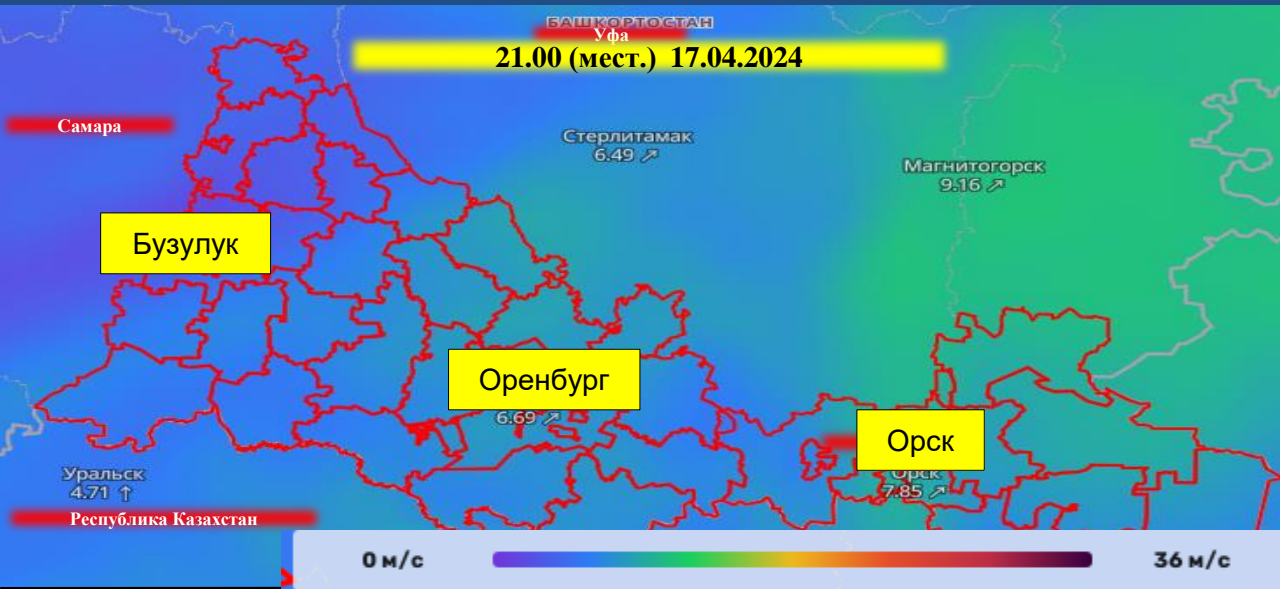 БАШКОРТОСТАН
Уфа
21.00 (мест.) 17.04.2024
Самара
Стерлитамак
6.49 ↗
Магнитогорск
9.16 ↗
Бузулук
Оренбург
6.69 ↗
Орск
Орск
7.85 ↗
Уральск
4.71 ↑
Республика Казахстан
0 м/с
36 м/с